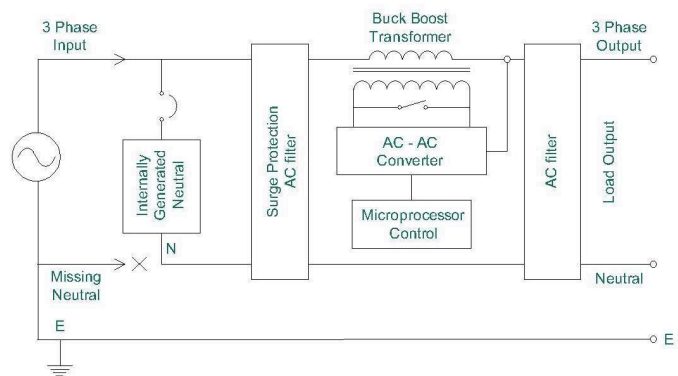 3 Phase
Input
Buck Boost
Transformer
3 Phase
Output
Surge Protection
AC filter
AC - AC
Converter
AC filter
Load Output
Internally
Generated
Neutral
Microprocessor
Control
N
Missing
Neutral
Neutral
E
E